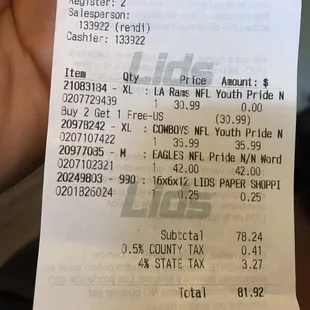 Register: 2
Salesperson:
133922 (rendi)
Cashier: 133922
Lids
Item Qty Price Amount: $
21083184 - XL : LA Rams NFL Youth Pride N
0207729439 1 30.99 0.00
Buy 2 Get 1 Free-US (30.99)
20978242 - XL : COWBOYS NFL Youth Pride N
0207107422 1 35.99 35.99
20977085 - M : EAGLES NFL Pride N/N Word
0207102321 1 42.00 42.00
20249803 - 990 : 16x6x12 LIDS PAPER SHOPPI
0201826024 1 0.25 0.25
Lids
Subtotal 78.24
0.5% COUNTY TAX 0.41
4% STATE TAX 3.27
Total 81.92